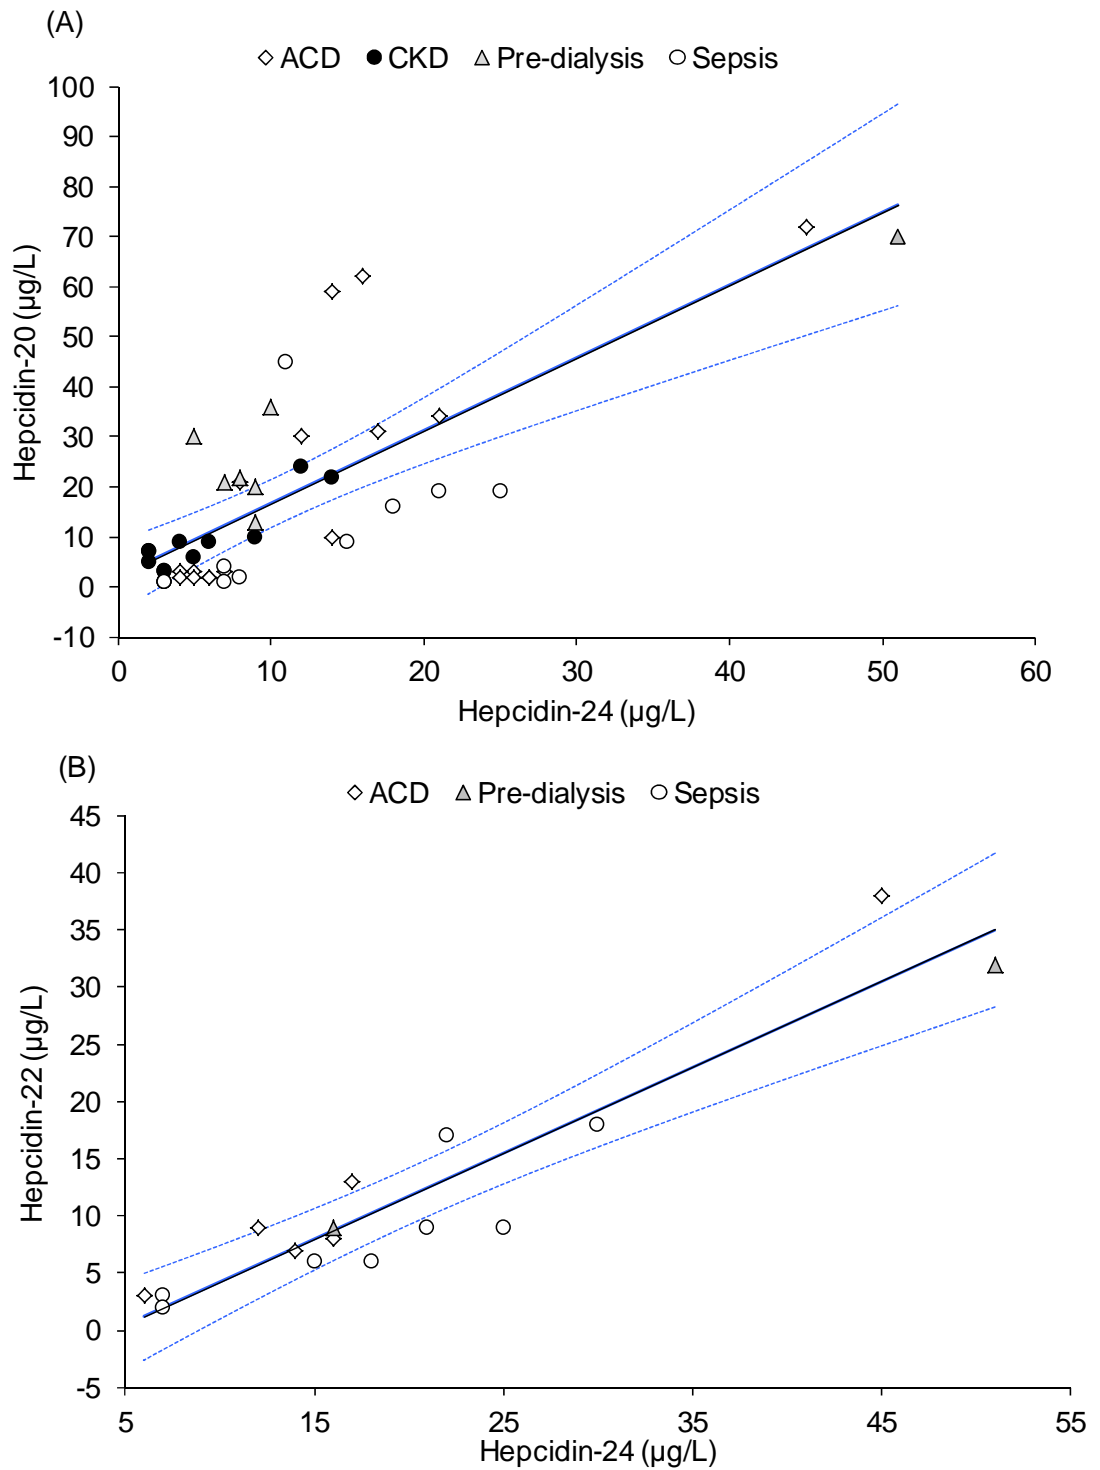 (A)
ACD CKD Pre-dialysis Sepsis
100
90
80
70
60
50
40
30
20
10
0
-10
Hepcidin-20 (µg/L)
0 10 20 30 40 50 60
Hepcidin-24 (µg/L)
(B)
ACD Pre-dialysis Sepsis
45
40
35
30
25
20
15
10
5
0
-5
Hepcidin-22 (µg/L)
5 15 25 35 45 55
Hepcidin-24 (µg/L)